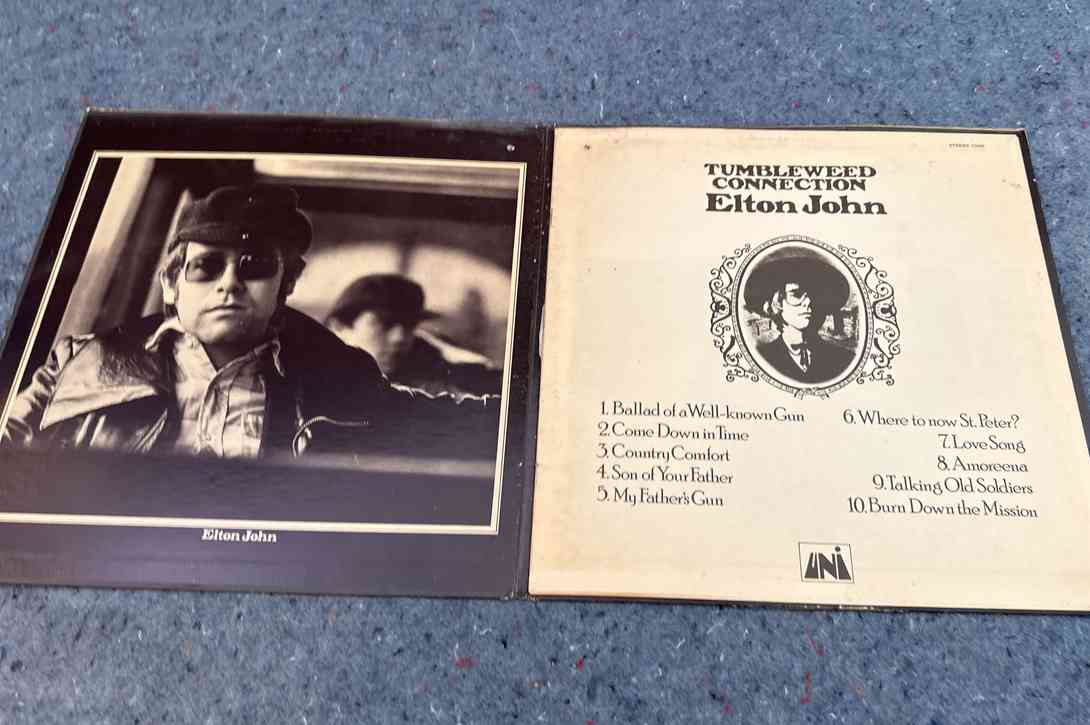 Elton John
TUMBLEWEED
CONNECTION
Elton John
1. Ballad of a Well-known Gun
2. Come Down in Time
3. Country Comfort
4. Son of Your Father
5. My Father's Gun
6. Where to now St. Peter?
7. Love Song
8. Amoreena
9. Talking Old Soldiers
10. Burn Down the Mission
UNI